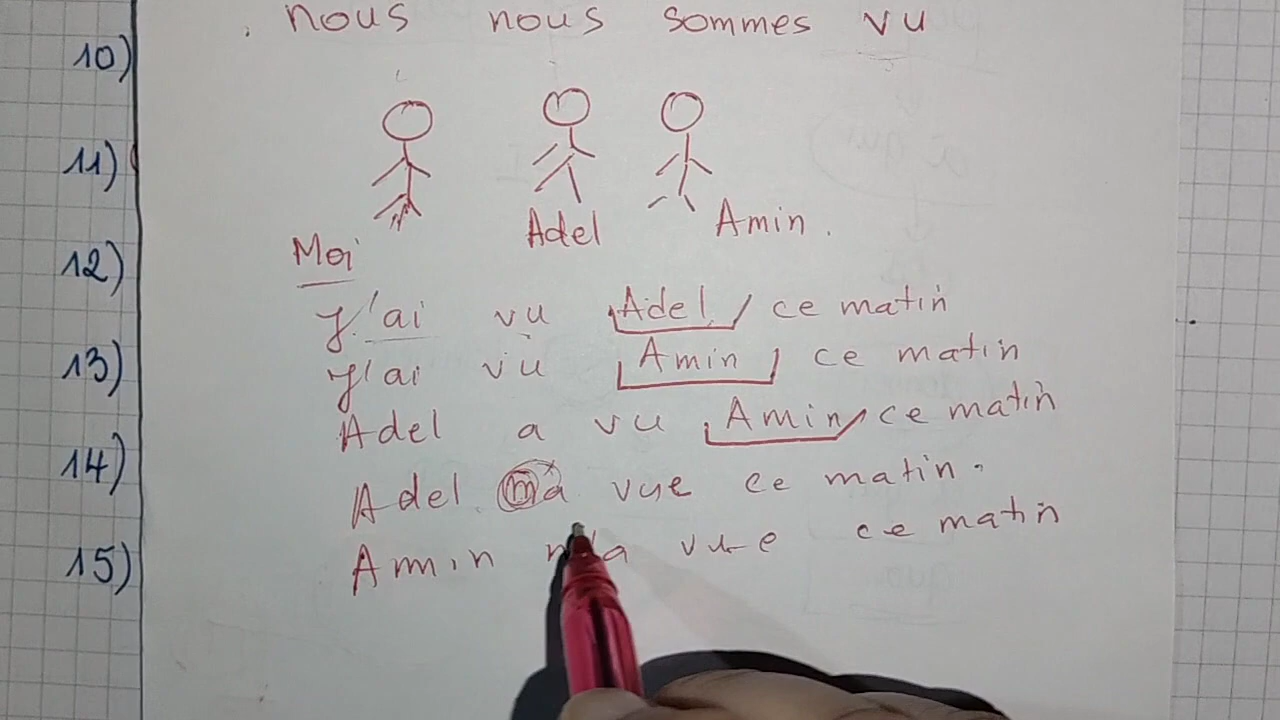 . nous nous sommes vu
10)
11)
Adel Amin.
Moi
12)
J'ai vu Adel ce matin
13)
J'ai vu Amin ce matin
Adel a vu Amin ce matin
14)
Adel m'a vue ce matin.
Amin m'a vue ce matin
15)